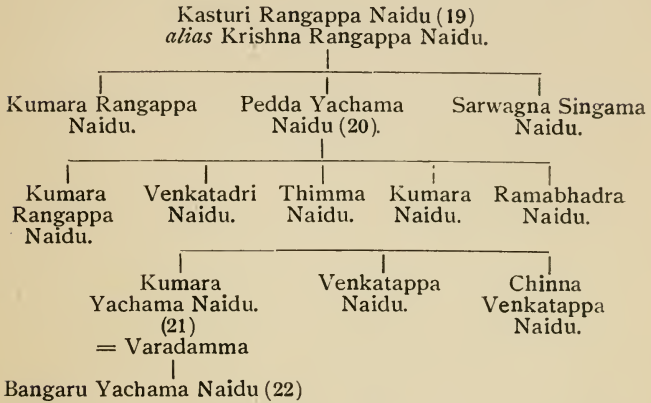 Kasturi Rangappa Naidu (19)
alias Krishna Rangappa Naidu.
Kumara Rangappa Naidu.
Pedda Yachama Naidu (20).
Sarwagna Singama Naidu.
Kumara Rangappa Naidu.
Venkatadri Naidu.
Thimma Naidu.
Kumara Naidu.
Ramabhadra Naidu.
Kumara Yachama Naidu. (21)
= Varadamma
Venkatappa Naidu.
Chinna Venkatappa Naidu.
Bangaru Yachama Naidu (22)